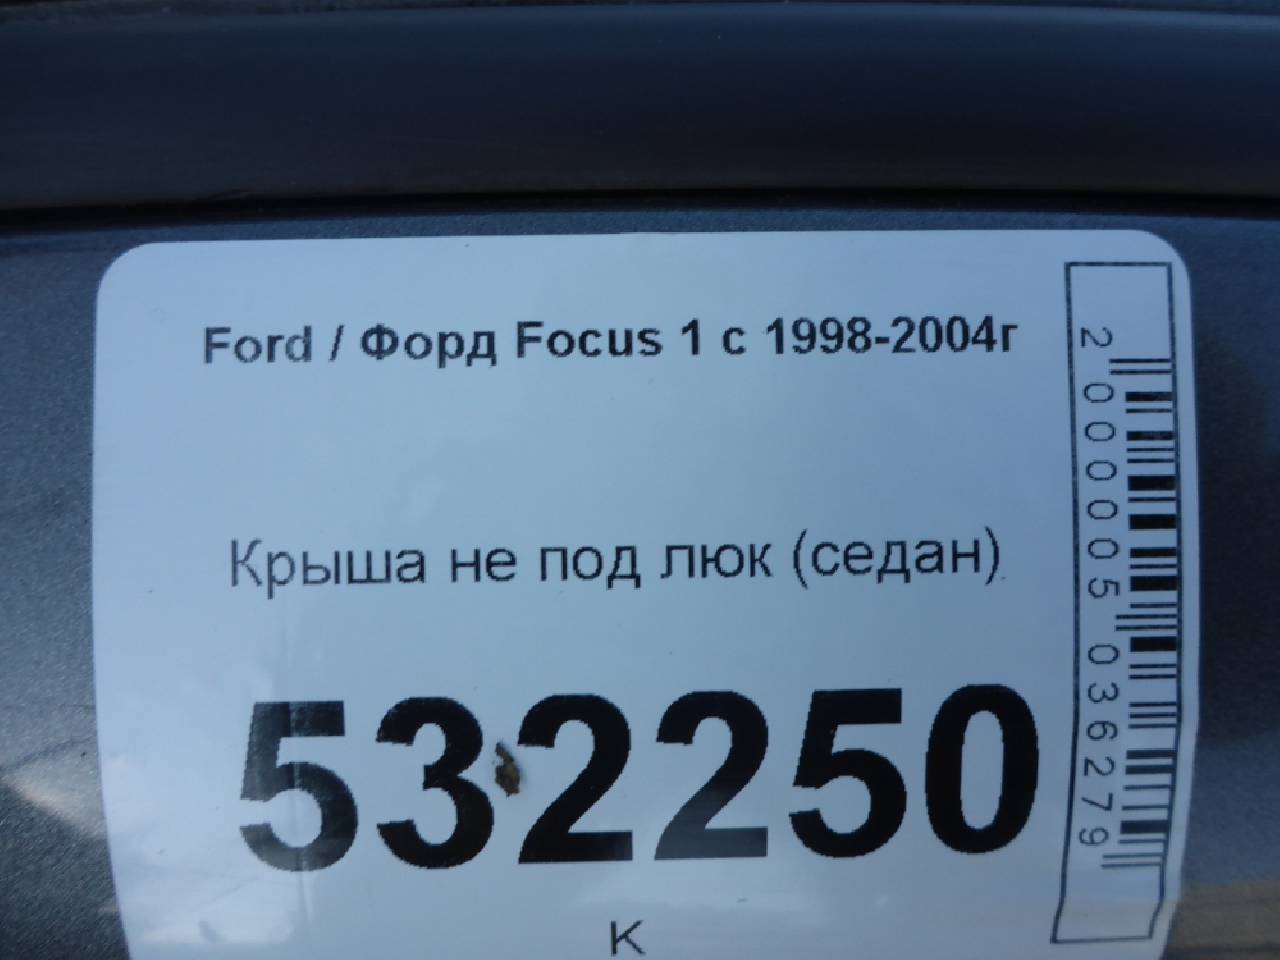 Ford / Форд Focus 1 с 1998-2004г
Крыша не под люк (седан)
532250
К
2000005036279